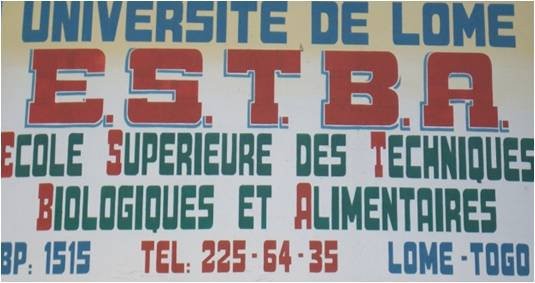 UNIVERSITE DE LOME
E.S.T.B.A.
ECOLE SUPERIEURE DES TECHNIQUES
BIOLOGIQUES ET ALIMENTAIRES
BP: 1515 TEL: 225-64-35 LOME-TOGO